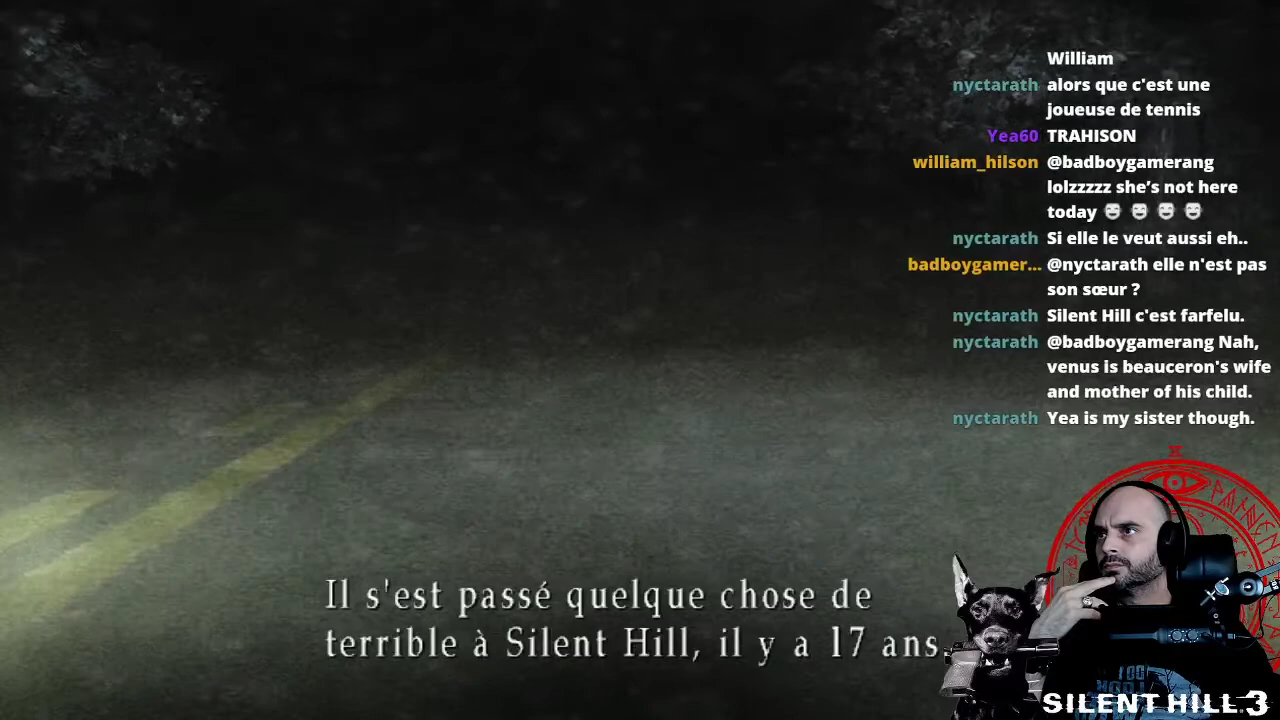 William
nyctarath alors que c'est une
joueuse de tennis
Yea60 TRAHISON
william_hilson @badboygamerang
lolzzzzz she’s not here
today
nyctarath Si elle le veut aussi eh..
badboygamer... @nyctarath elle n'est pas
son sœur ?
nyctarath Silent Hill c'est farfelu.
nyctarath @badboygamerang Nah,
venus is beauceron's wife
and mother of his child.
nyctarath Yea is my sister though.
Il s'est passé quelque chose de
terrible à Silent Hill, il y a 17 ans
SILENT HILL 3